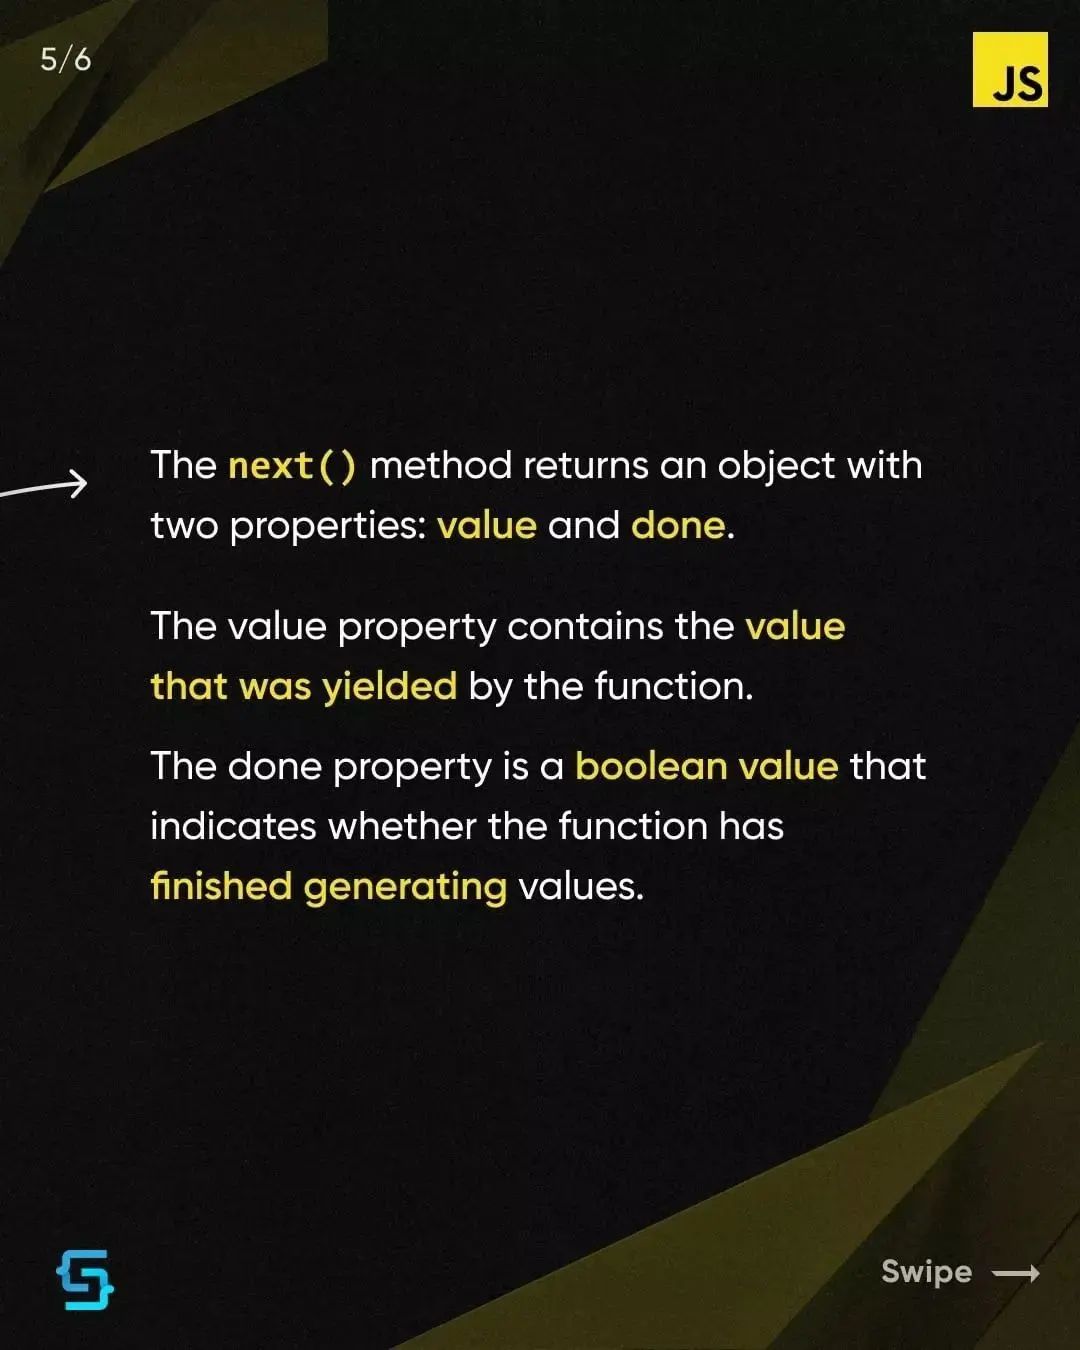 5/6
JS
The next() method returns an object with
two properties: value and done.
The value property contains the value
that was yielded by the function.
The done property is a boolean value that
indicates whether the function has
finished generating values.
Swipe